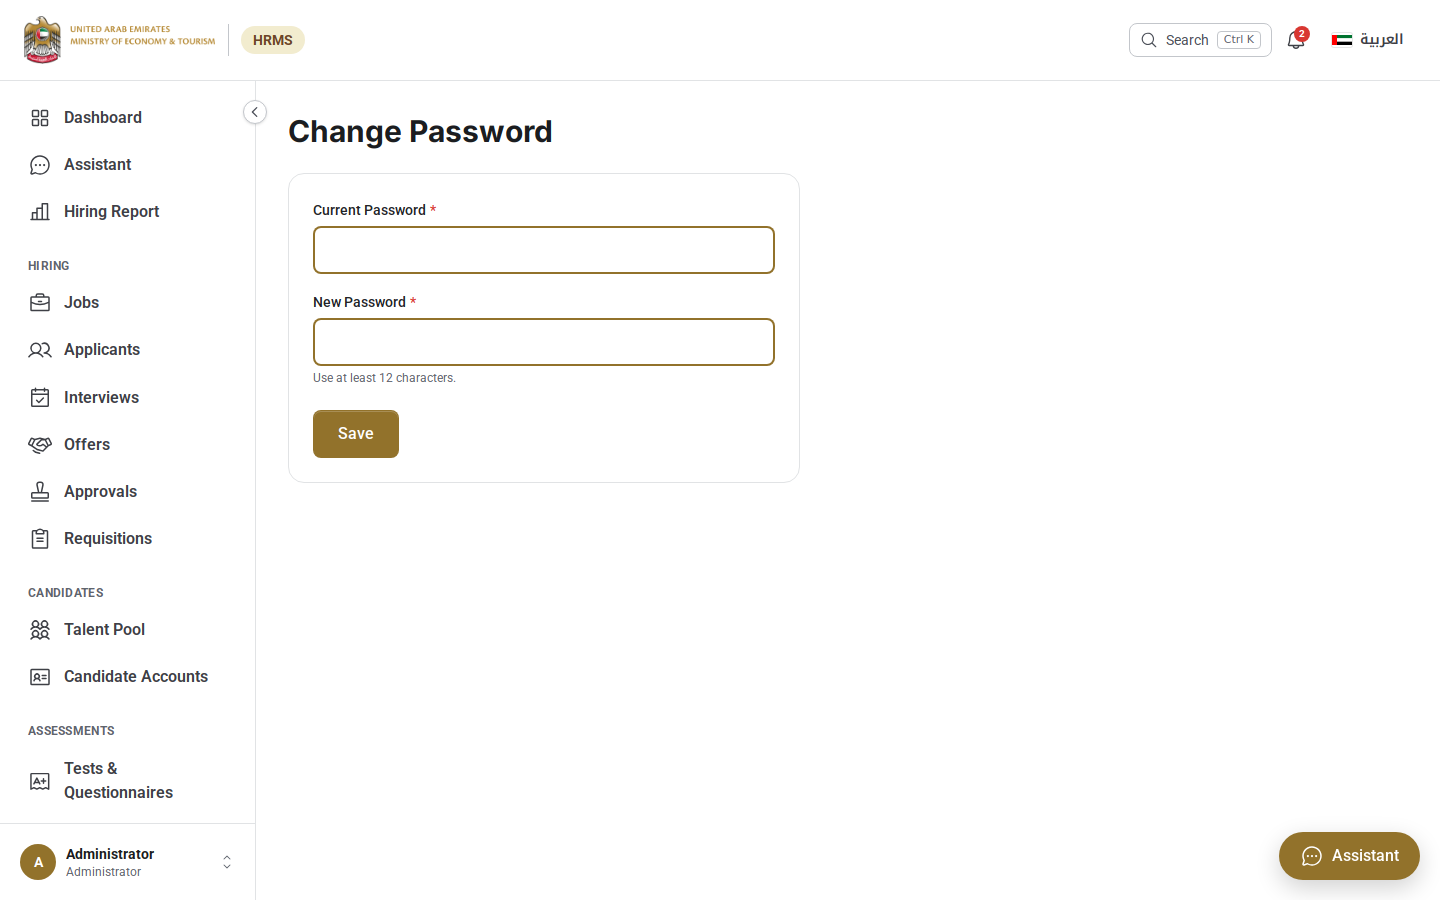 UNITED ARAB EMIRATES
MINISTRY OF ECONOMY & TOURISM
HRMS
Search
Ctrl K
2
العربية
Dashboard
Assistant
Hiring Report
HIRING
Jobs
Applicants
Interviews
Offers
Approvals
Requisitions
CANDIDATES
Talent Pool
Candidate Accounts
ASSESSMENTS
A+
Tests &
Questionnaires
A
Administrator
Administrator
Change Password
Current Password *
New Password *
Use at least 12 characters.
Save
Assistant